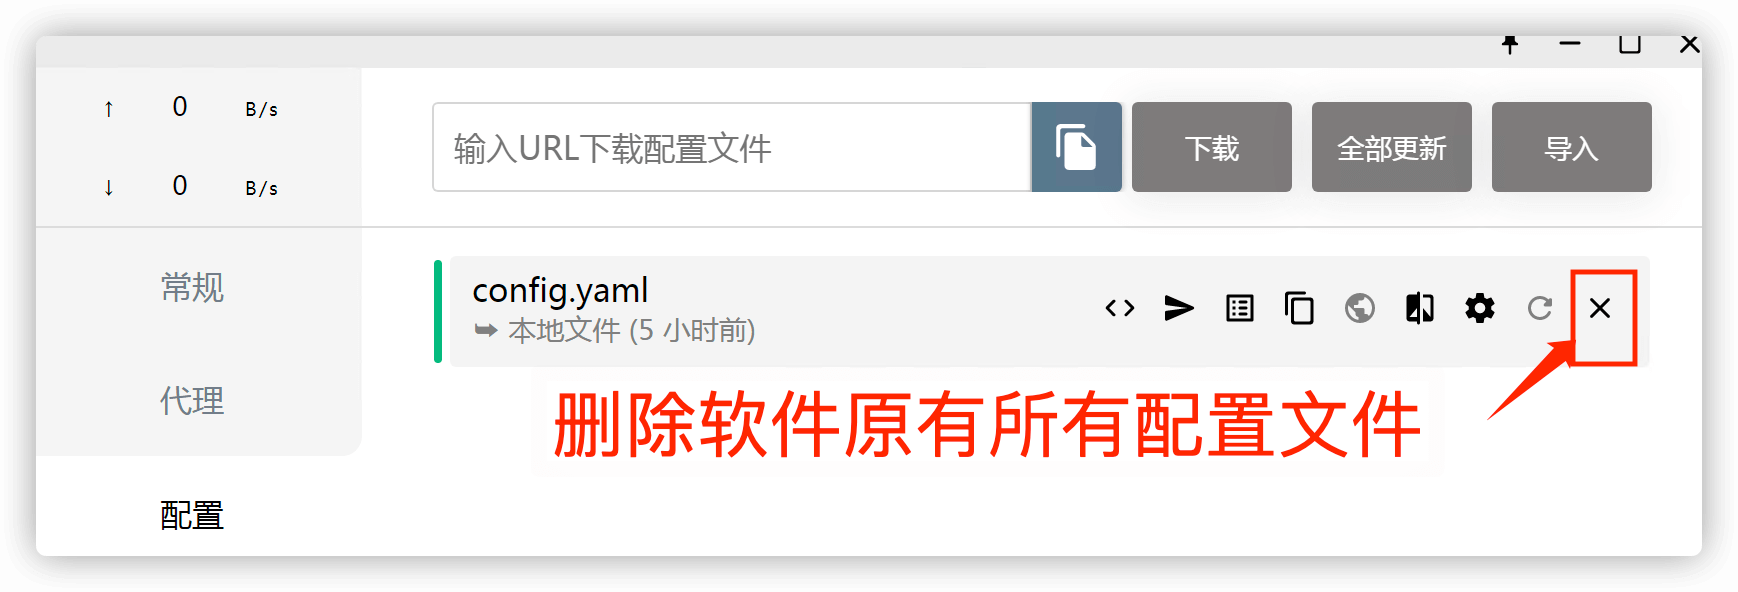 ↑ 0 B/s
↓ 0 B/s
输入URL下载配置文件
下载
全部更新
导入
常规
代理
配置
config.yaml
本地文件 (5 小时前)
删除软件原有所有配置文件